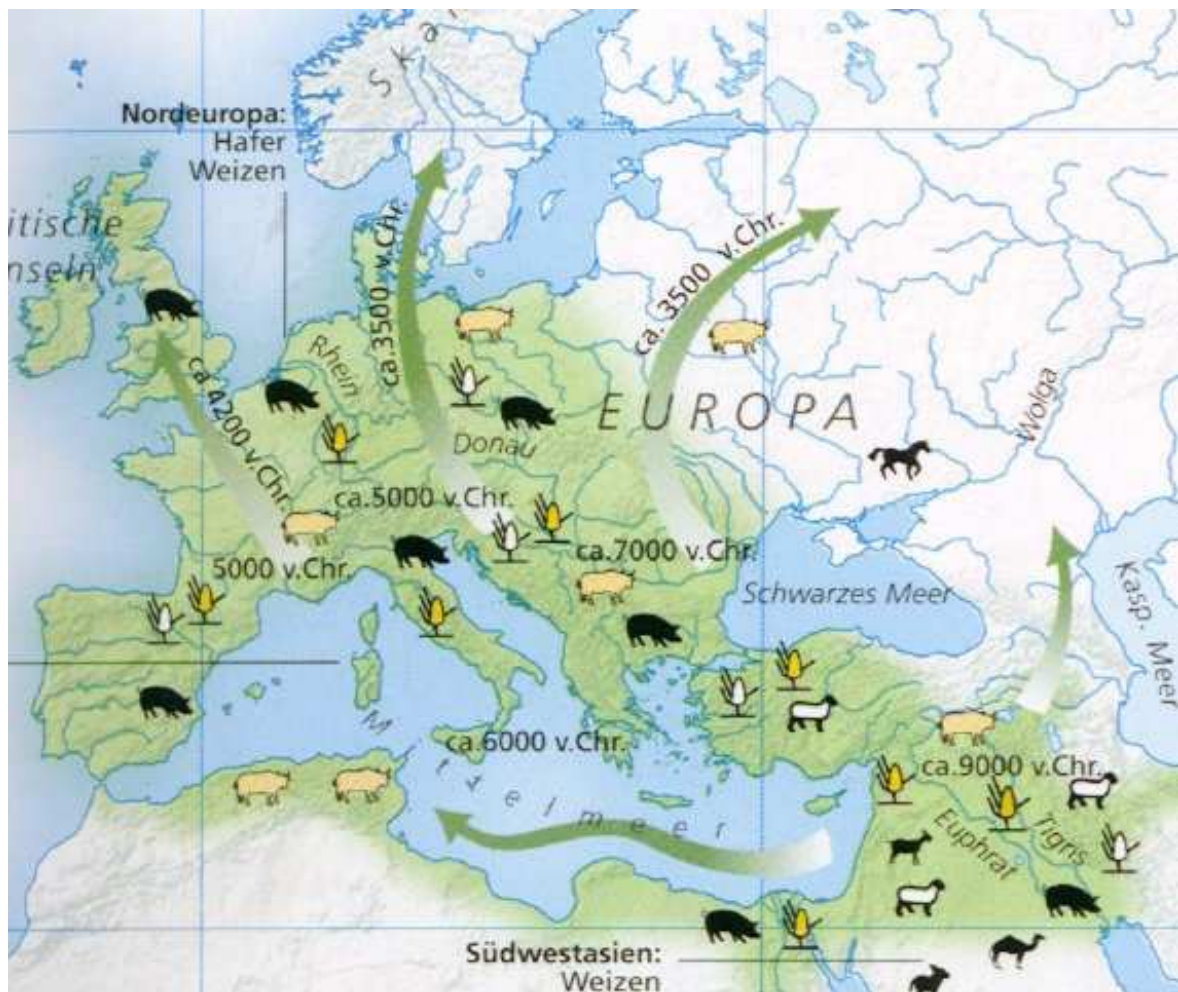 Ska
Nordeuropa:
Hafer
Weizen
itische
nseln
ca.3500 v.Chr.
ca. 3500 v.Chr.
ca.4200 v.Chr.
Rhein
EUROPA
Wolga
Donau
ca.5000 v.Chr.
5000 v.Chr.
ca.7000 v.Chr.
Schwarzes Meer
Kasp. Meer
ca.6000 v.Chr.
Mittelmeer
ca.9000 v.Chr.
Euphrat
Tigris
Südwestasien:
Weizen